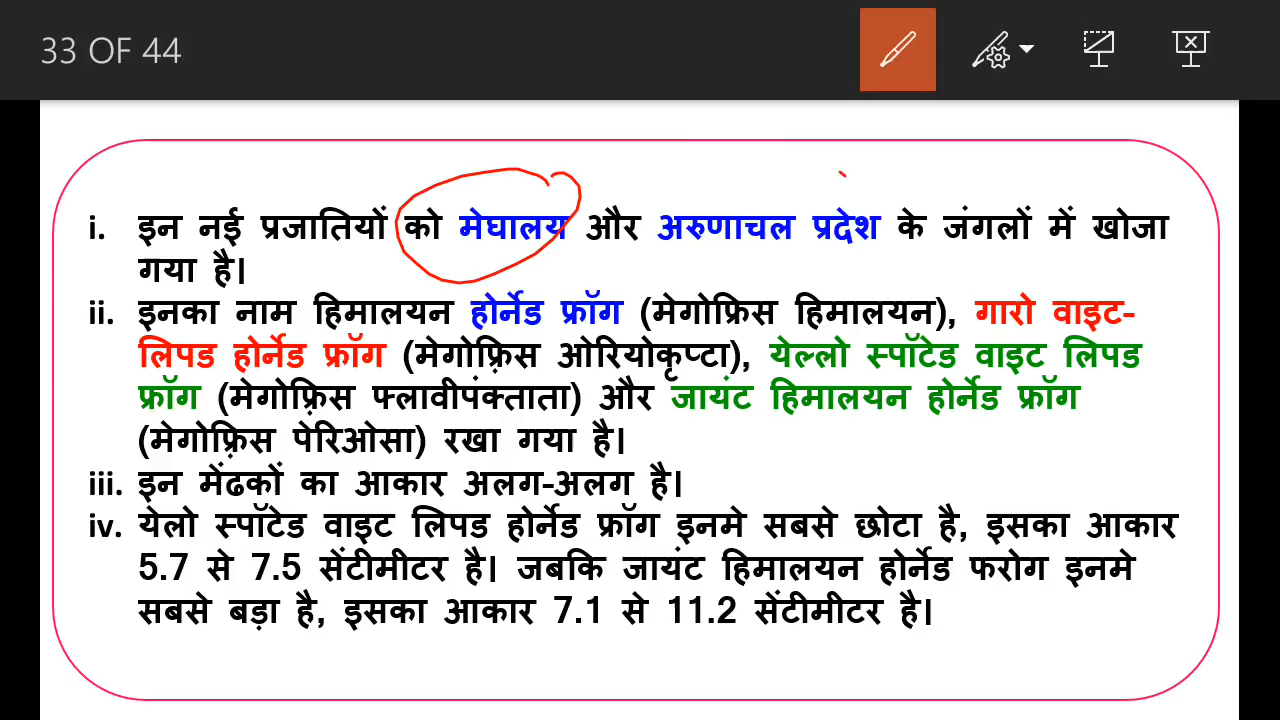 33 OF 44
i. इन नई प्रजातियों को मेघालय और अरुणाचल प्रदेश के जंगलों में खोजा
गया है।
ii. इनका नाम हिमालयन होर्नेड फ्रॉग (मेगोफ्रिस हिमालयन), गारो वाइट-
लिपड होर्नेड फ्रॉग (मेगोफ़्रिस ओरियोकृप्टा), येल्लो स्पॉटेड वाइट लिपड
फ्रॉग (मेगोफ़्रिस फ्लावीपंक्ताता) और जायंट हिमालयन होर्नेड फ्रॉग
(मेगोफ़्रिस पेरिओसा) रखा गया है।
iii. इन मेंढकों का आकार अलग-अलग है।
iv. येलो स्पॉटेड वाइट लिपड होर्नेड फ्रॉग इनमे सबसे छोटा है, इसका आकार
5.7 से 7.5 सेंटीमीटर है। जबकि जायंट हिमालयन होर्नेड फरोग इनमे
सबसे बड़ा है, इसका आकार 7.1 से 11.2 सेंटीमीटर है।